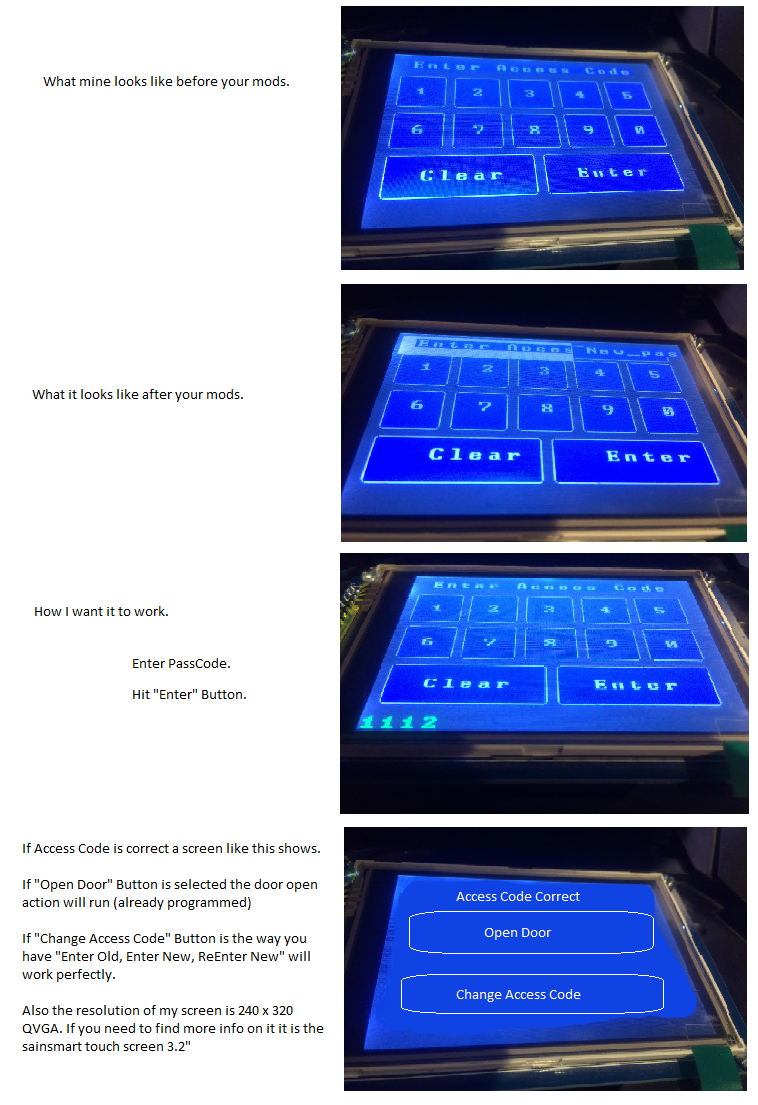 What mine looks like before your mods.
Enter Access Code
1 2 3 4 5
6 7 8 9 0
Clear Enter
What it looks like after your mods.
Enter Acces New_pas
1 2 3 4 5
6 7 8 9 0
Clear Enter
How I want it to work.
Enter PassCode.
Hit "Enter" Button.
Enter Access Code
1 2 3 4 5
6 7 8 9 0
Clear Enter
1112
If Access Code is correct a screen like this shows.
If "Open Door" Button is selected the door open
action will run (already programmed)
If "Change Access Code" Button is the way you
have "Enter Old, Enter New, ReEnter New" will
work perfectly.
Also the resolution of my screen is 240 x 320
QVGA. If you need to find more info on it it is the
sainsmart touch screen 3.2"
Access Code Correct
Open Door
Change Access Code